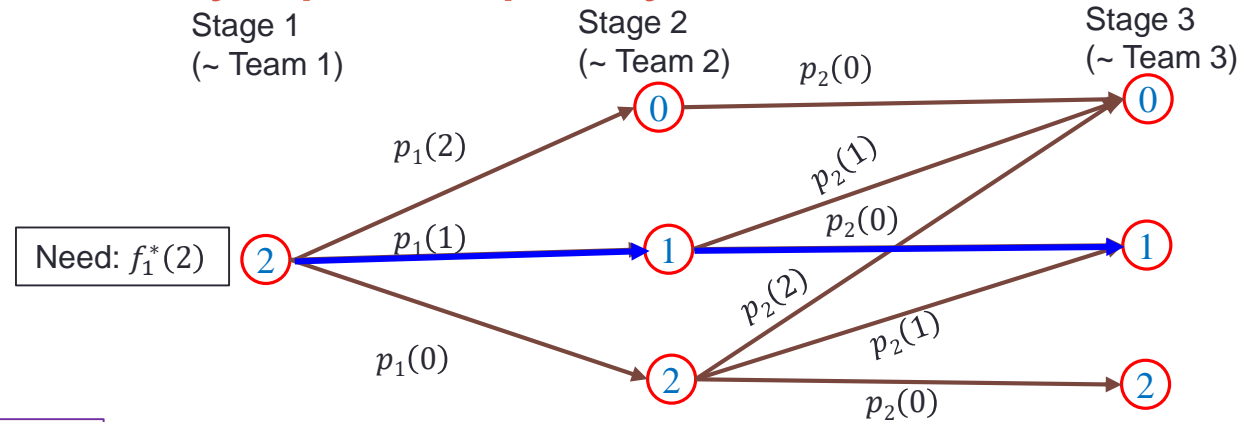 Stage 1
(~ Team 1)
Stage 2
(~ Team 2)
Stage 3
(~ Team 3)
p₂(0)
0
0
p₁(2)
p₂(1)
Need: f₁*(2)
2
p₁(1)
1
p₂(0)
1
p₂(2)
p₂(1)
p₁(0)
2
p₂(0)
2